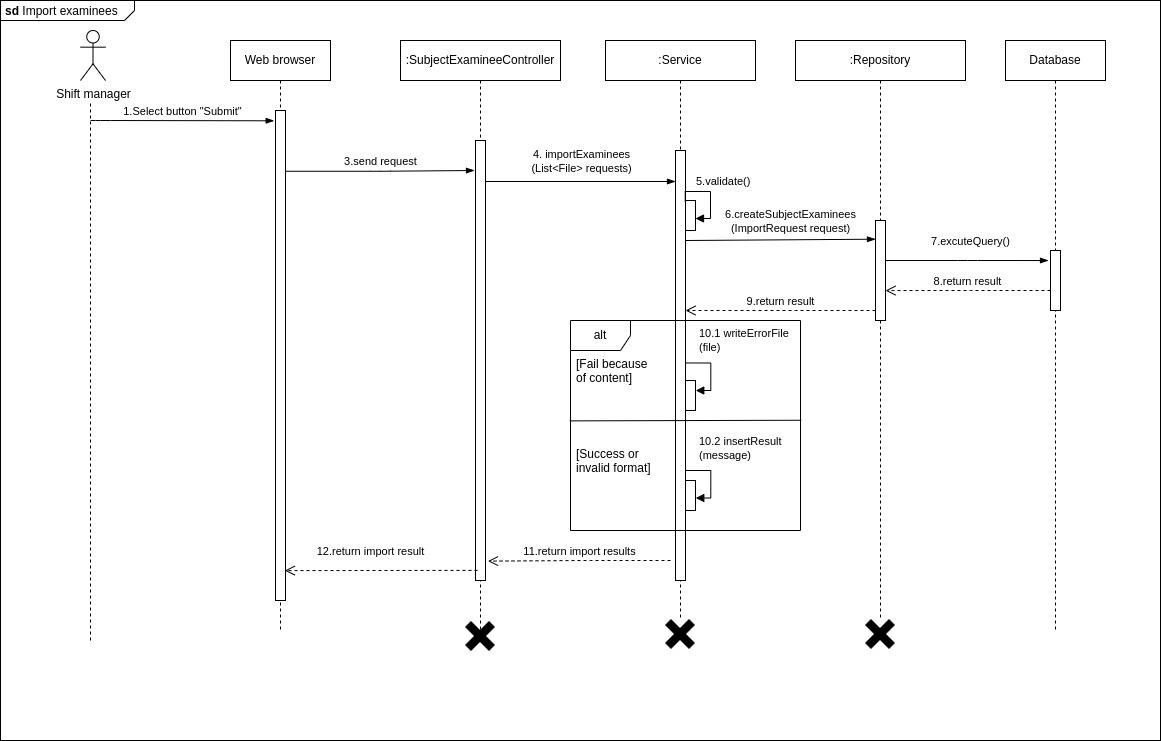 sd Import examinees
Shift manager
Web browser
:SubjectExamineeController
:Service
:Repository
Database
1.Select button "Submit"
3.send request
4. importExaminees
(List<File> requests)
5.validate()
6.createSubjectExaminees
(ImportRequest request)
7.excuteQuery()
8.return result
9.return result
alt
10.1 writeErrorFile
(file)
[Fail because
of content]
10.2 insertResult
(message)
[Success or
invalid format]
11.return import results
12.return import result